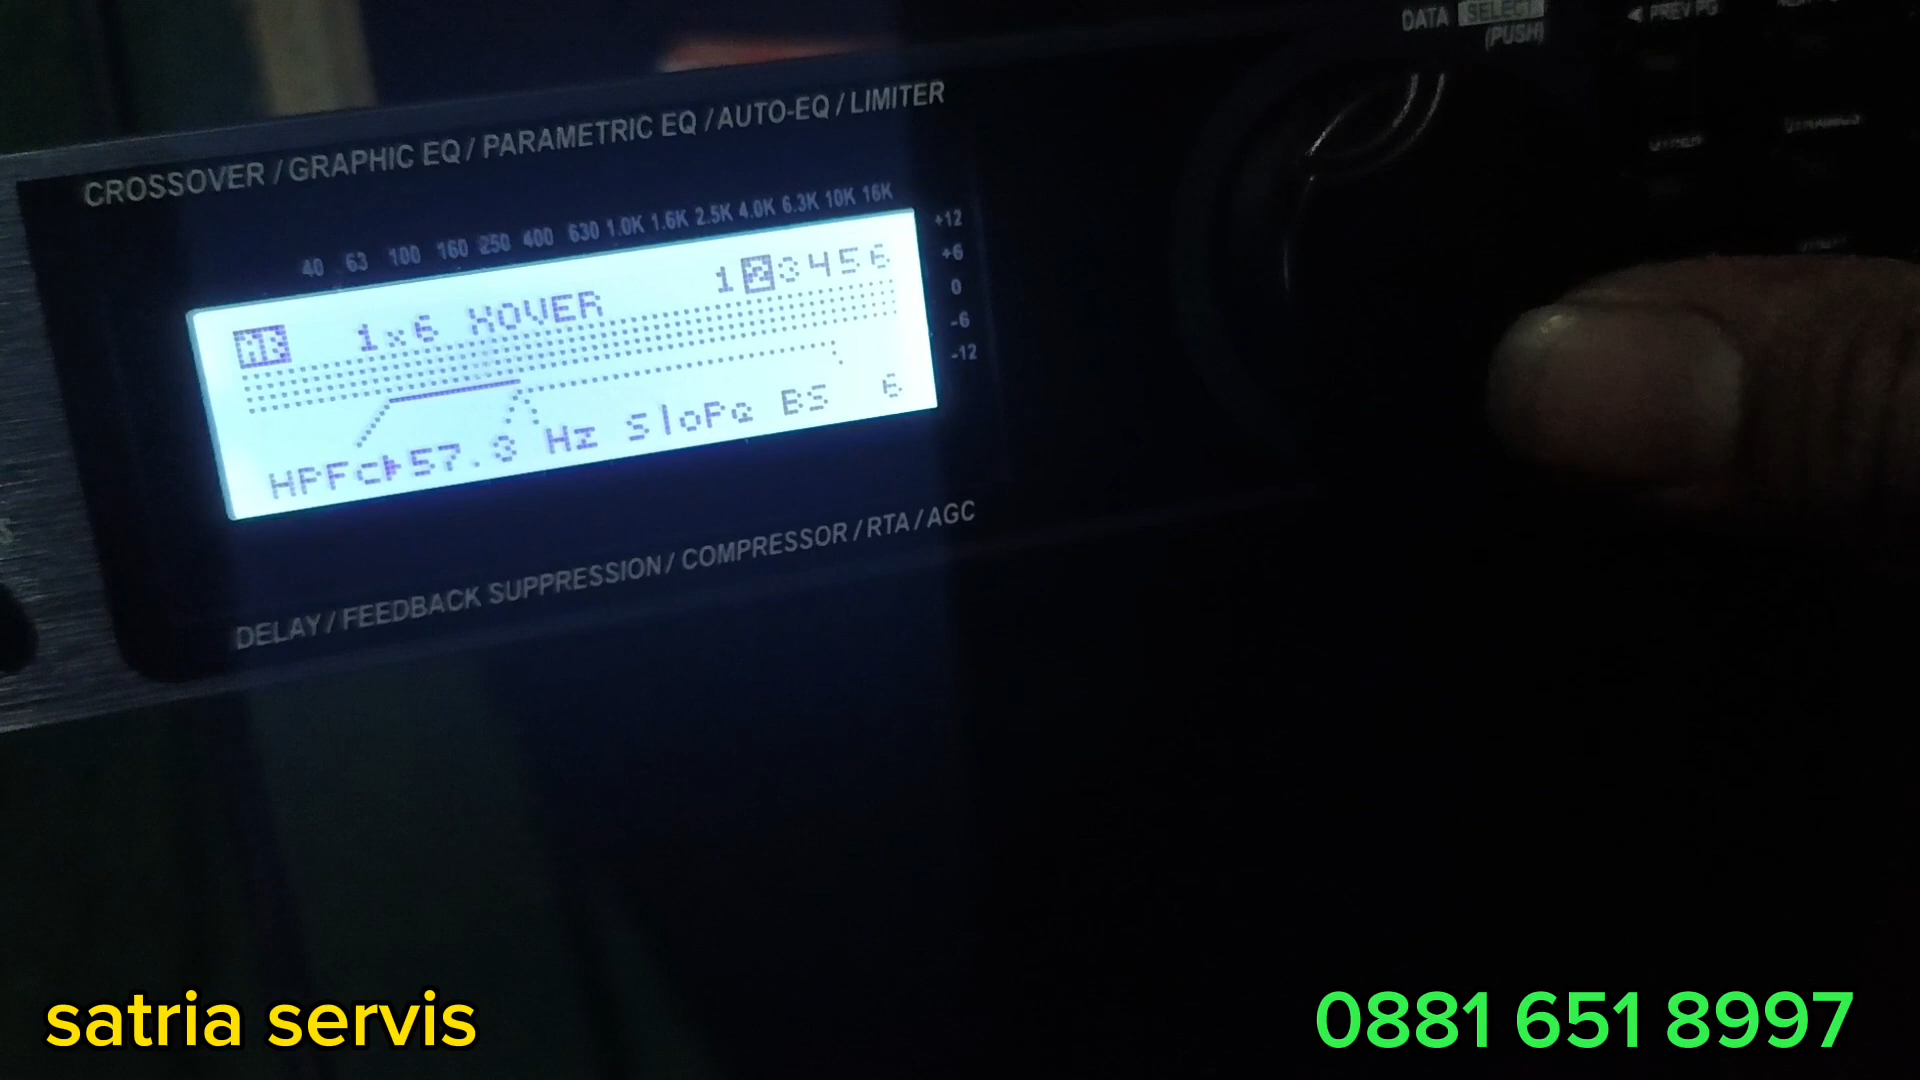 DATA SELECT
(PUSH)
◄ PREV PG
CROSSOVER / GRAPHIC EQ / PARAMETRIC EQ / AUTO-EQ / LIMITER
40 63 100 160 250 400 630 1.0K 1.6K 2.5K 4.0K 6.3K 10K 16K
+12
+6
0
-6
-12
1x6 XOVER 123456
HPFc▶57.3 Hz Slope BS 6
DELAY / FEEDBACK SUPPRESSION / COMPRESSOR / RTA / AGC
satria servis
0881 651 8997